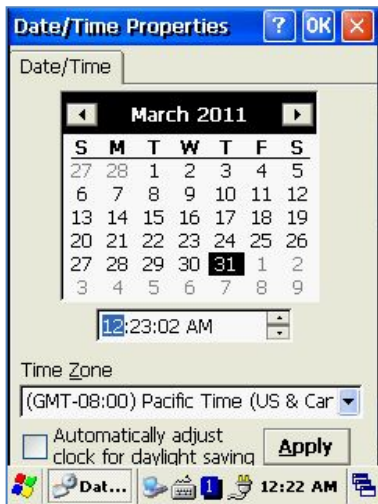 Date/Time Properties ? OK ×
Date/Time
March 2011
S M T W T F S
27 28 1 2 3 4 5
6 7 8 9 10 11 12
13 14 15 16 17 18 19
20 21 22 23 24 25 26
27 28 29 30 31 1 2
3 4 5 6 7 8 9
12:23:02 AM
Time Zone
(GMT-08:00) Pacific Time (US & Car
Automatically adjust
clock for daylight saving
Apply
Dat... 1 12:22 AM